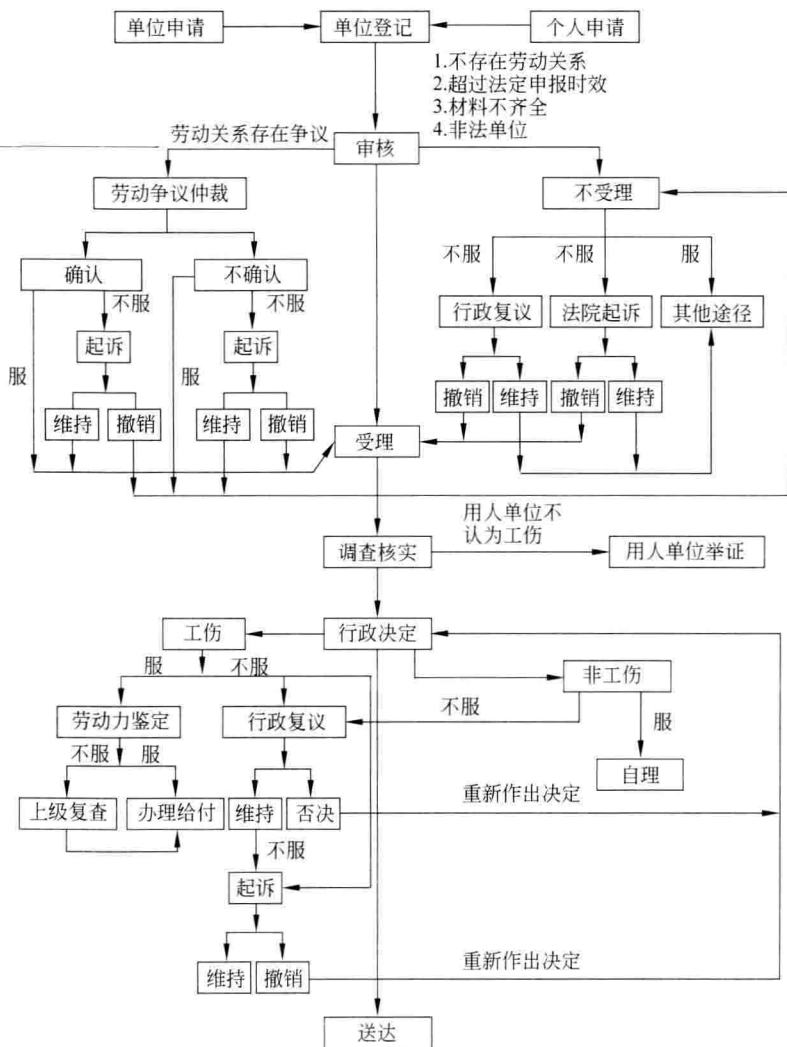 单位申请
单位登记
个人申请
1.不存在劳动关系
2.超过法定申报时效
3.材料不齐全
4.非法单位
劳动关系存在争议
审核
劳动争议仲裁
不受理
不服
不服
服
确认
不确认
不服
不服
行政复议
法院起诉
其他途径
起诉
起诉
服
服
撤销
维持
撤销
维持
维持
撤销
维持
撤销
受理
用人单位不
认为工伤
调查核实
用人单位举证
工伤
行政决定
服
不服
非工伤
劳动力鉴定
行政复议
不服
服
不服
服
自理
上级复查
办理给付
维持
否决
重新作出决定
不服
起诉
维持
撤销
重新作出决定
送达